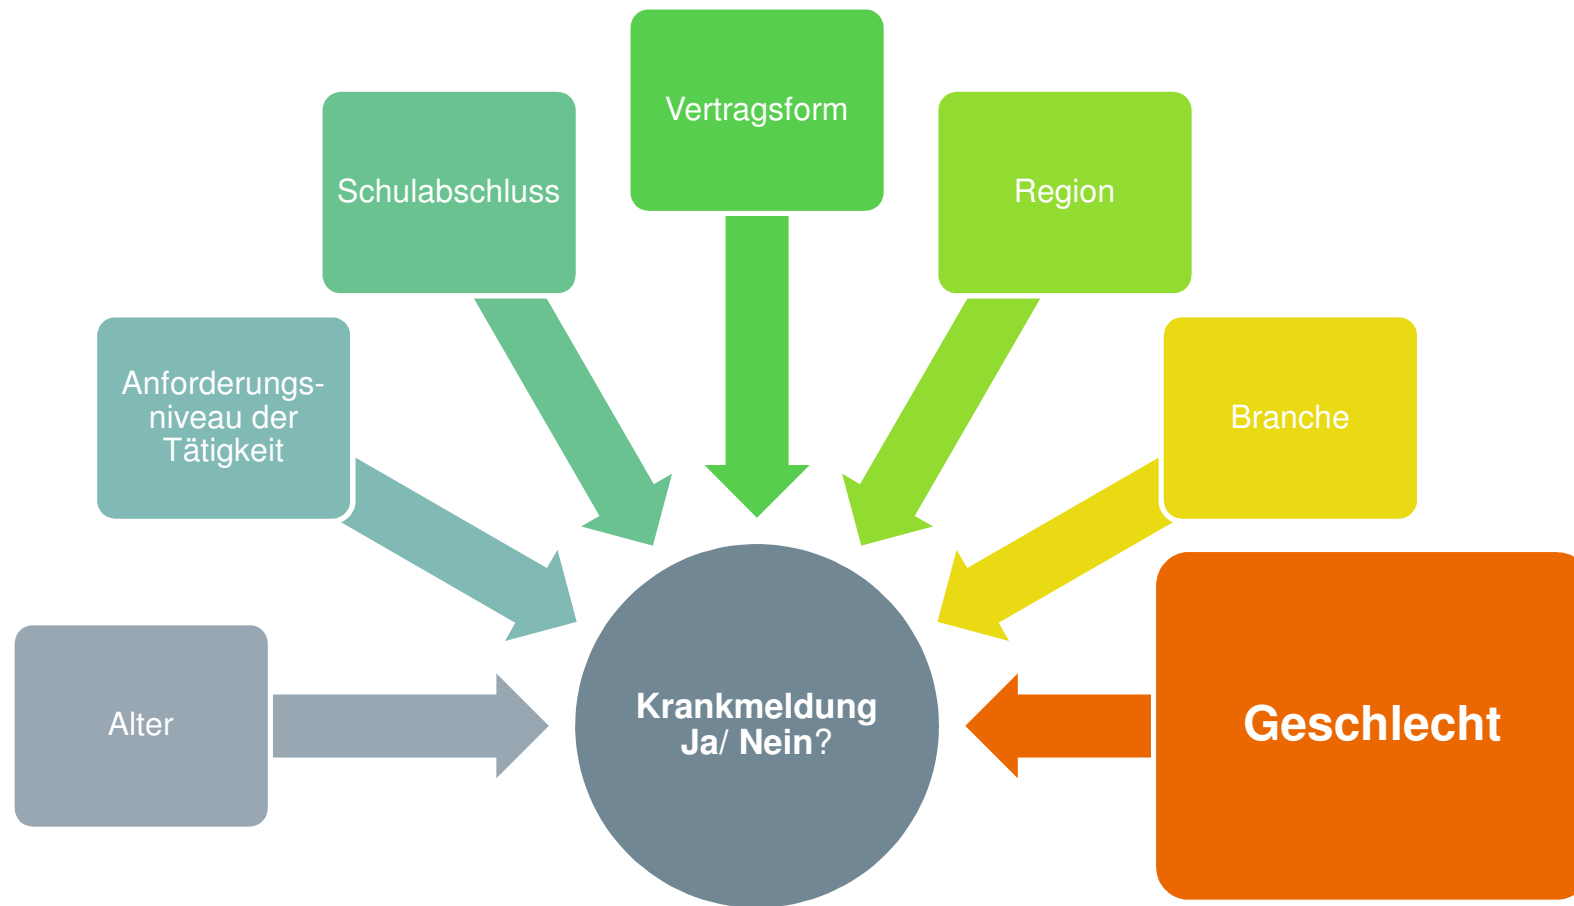 Vertragsform
Schulabschluss
Region
Anforderungs-
niveau der
Tätigkeit
Branche
Alter
Krankmeldung
Ja/ Nein?
Geschlecht